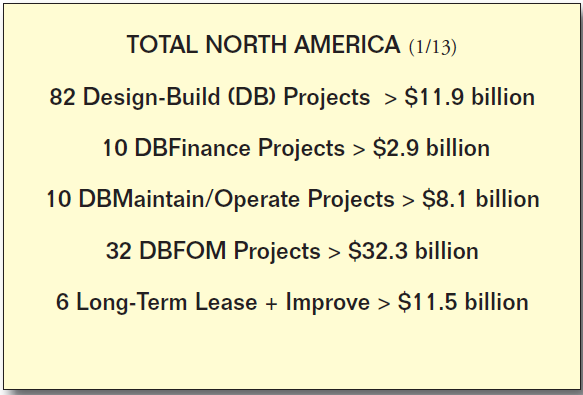 TOTAL NORTH AMERICA (1/13)
82 Design-Build (DB) Projects > $11.9 billion
10 DBFinance Projects > $2.9 billion
10 DBMaintain/Operate Projects > $8.1 billion
32 DBFOM Projects > $32.3 billion
6 Long-Term Lease + Improve > $11.5 billion